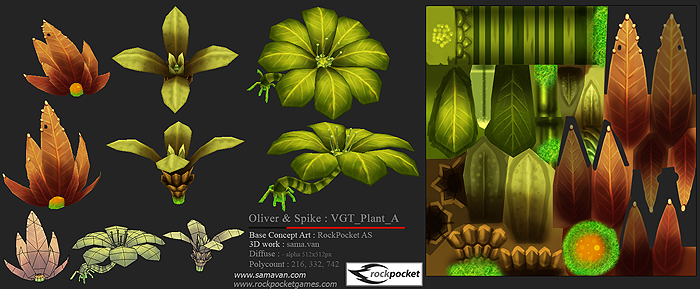 Oliver & Spike : VGT_Plant_A
Base Concept Art : RockPocket AS
3D work : sama.van
Diffuse : - alpha 512x512px
Polycount : 216, 332, 742
www.samavan.com
www.rockpocketgames.com
rockpocket